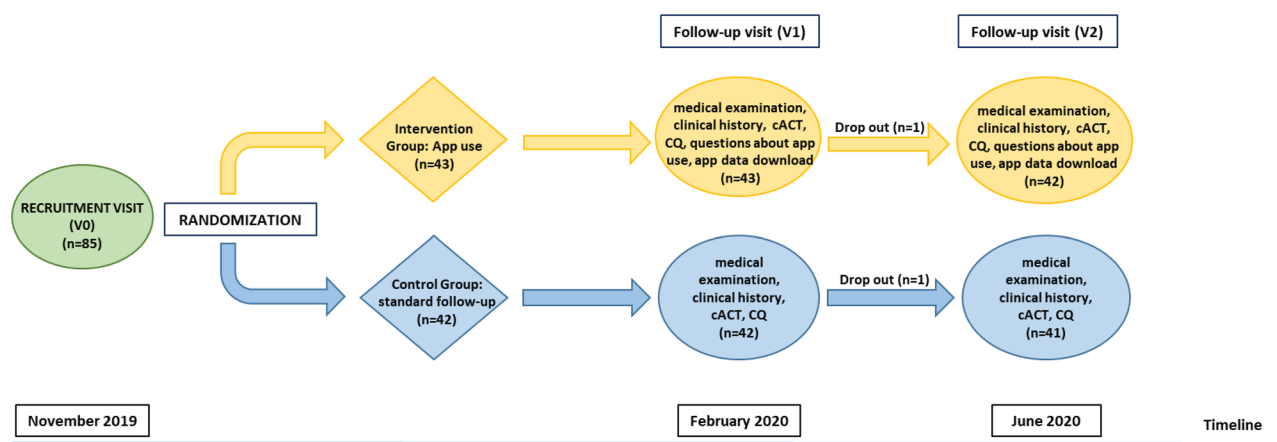 Follow-up visit (V1)
Follow-up visit (V2)
Intervention
Group: App use
(n=43)
medical examination,
clinical history, cACT,
CQ, questions about app
use, app data download
(n=43)
Drop out (n=1)
medical examination,
clinical history, cACT,
CQ, questions about app
use, app data download
(n=42)
RECRUITMENT VISIT
(V0)
(n=85)
RANDOMIZATION
Control Group:
standard follow-up
(n=42)
medical
examination,
clinical history,
cACT, CQ
(n=42)
Drop out (n=1)
medical
examination,
clinical history,
cACT, CQ
(n=41)
November 2019
February 2020
June 2020
Timeline